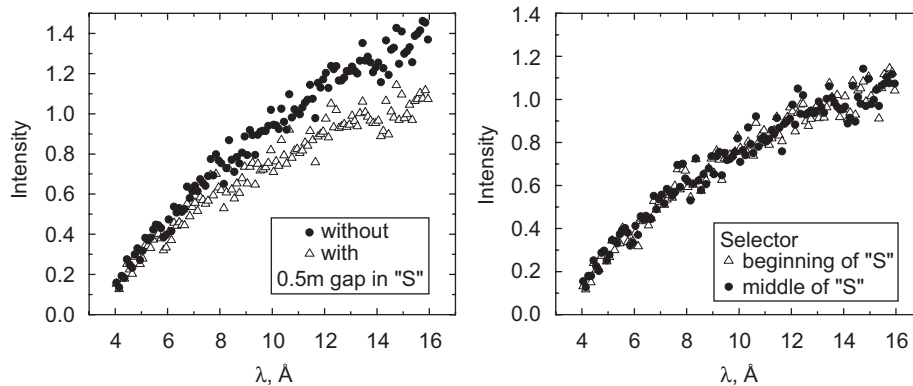 1.4
1.2
1.0
0.8
0.6
0.4
0.2
0.0
Intensity
without
with
0.5m gap in "S"
4 6 8 10 12 14 16
λ, Å
1.4
1.2
1.0
0.8
0.6
0.4
0.2
0.0
Intensity
Selector
beginning of "S"
middle of "S"
4 6 8 10 12 14 16
λ, Å